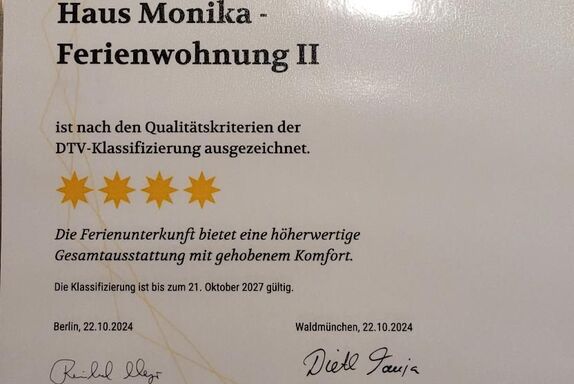 Haus Monika -
Ferienwohnung II
ist nach den Qualitätskriterien der
DTV-Klassifizierung ausgezeichnet.
Die Ferienunterkunft bietet eine höherwertige
Gesamtausstattung mit gehobenem Komfort.
Die Klassifizierung ist bis zum 21. Oktober 2027 gültig.
Berlin, 22.10.2024 Waldmünchen, 22.10.2024
Dietl Tanja